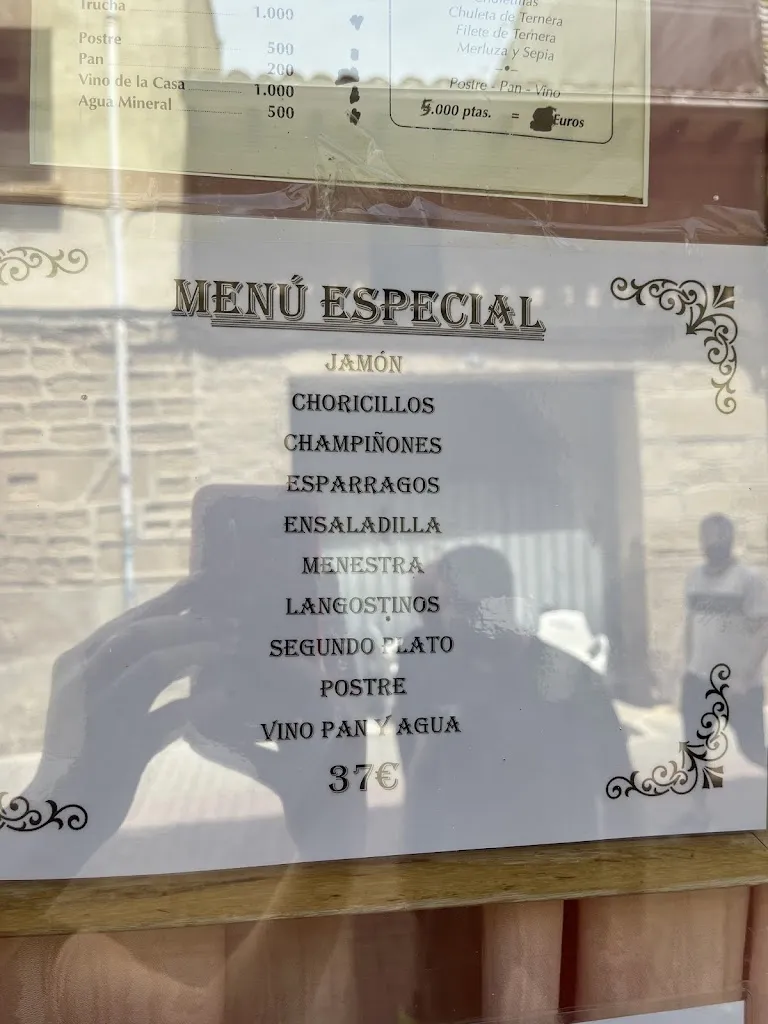 Trucha 1.000
Postre 500
Pan 200
Vino de la Casa 1.000
Agua Mineral 500
Chuletillas
Chuleta de Ternera
Filete de Ternera
Merluza y Sepia
Postre - Pan - Vino
5.000 ptas. = Euros
MENÚ ESPECIAL
JAMÓN
CHORICILLOS
CHAMPIÑONES
ESPARRAGOS
ENSALADILLA
MENESTRA
LANGOSTINOS
SEGUNDO PLATO
POSTRE
VINO PAN Y AGUA
37€